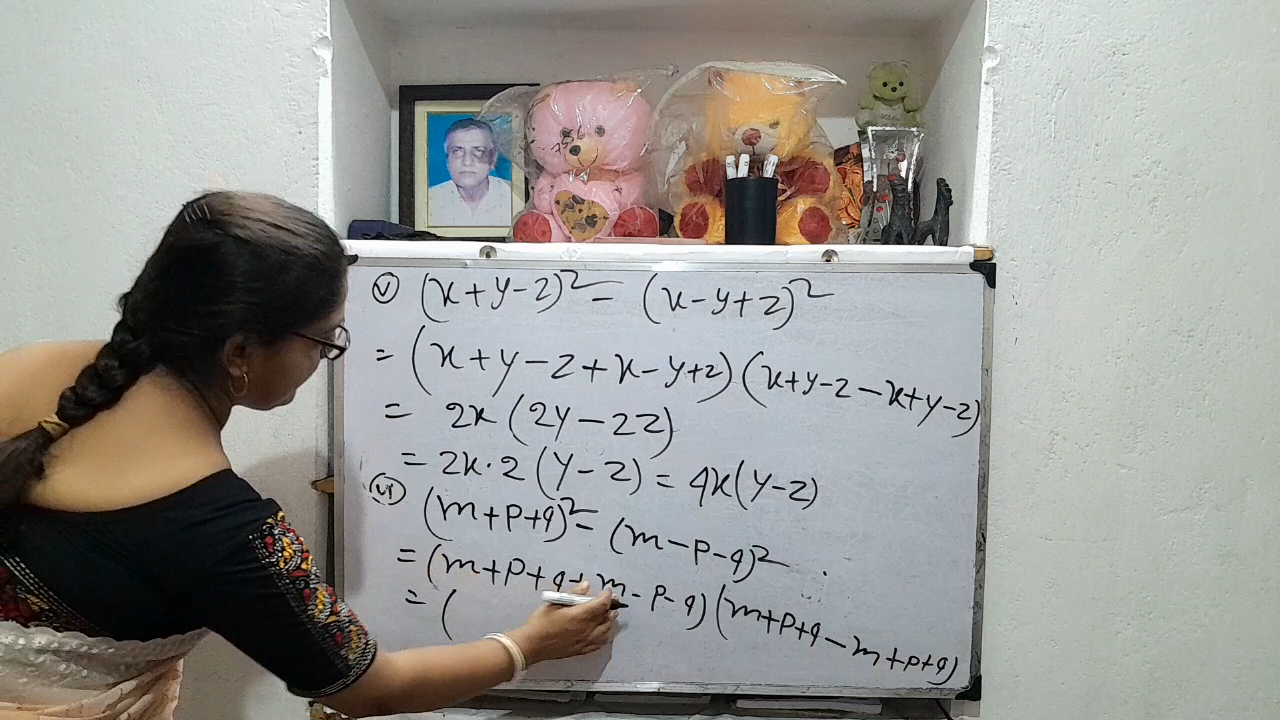 (v) (x+y-z)² - (x-y+z)²
= (x+y-z+x-y+z)(x+y-z-x+y-z)
= 2x(2y-2z)
= 2x·2(y-z) = 4x(y-z)
(vi) (m+p+q)² - (m-p-q)²
= (m+p+q+m-p-q)(m+p+q-m+p+q)
= (